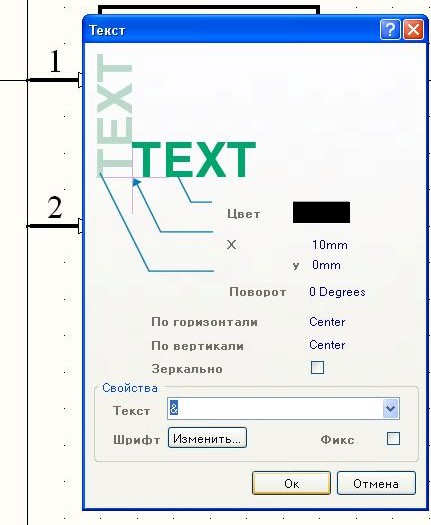 Текст
1
TEXT
TEXT
2
Цвет
X 10mm
y 0mm
Поворот 0 Degrees
По горизонтали Center
По вертикали Center
Зеркально
Свойства
Текст &
Шрифт Изменить... Фикс
Ок Отмена